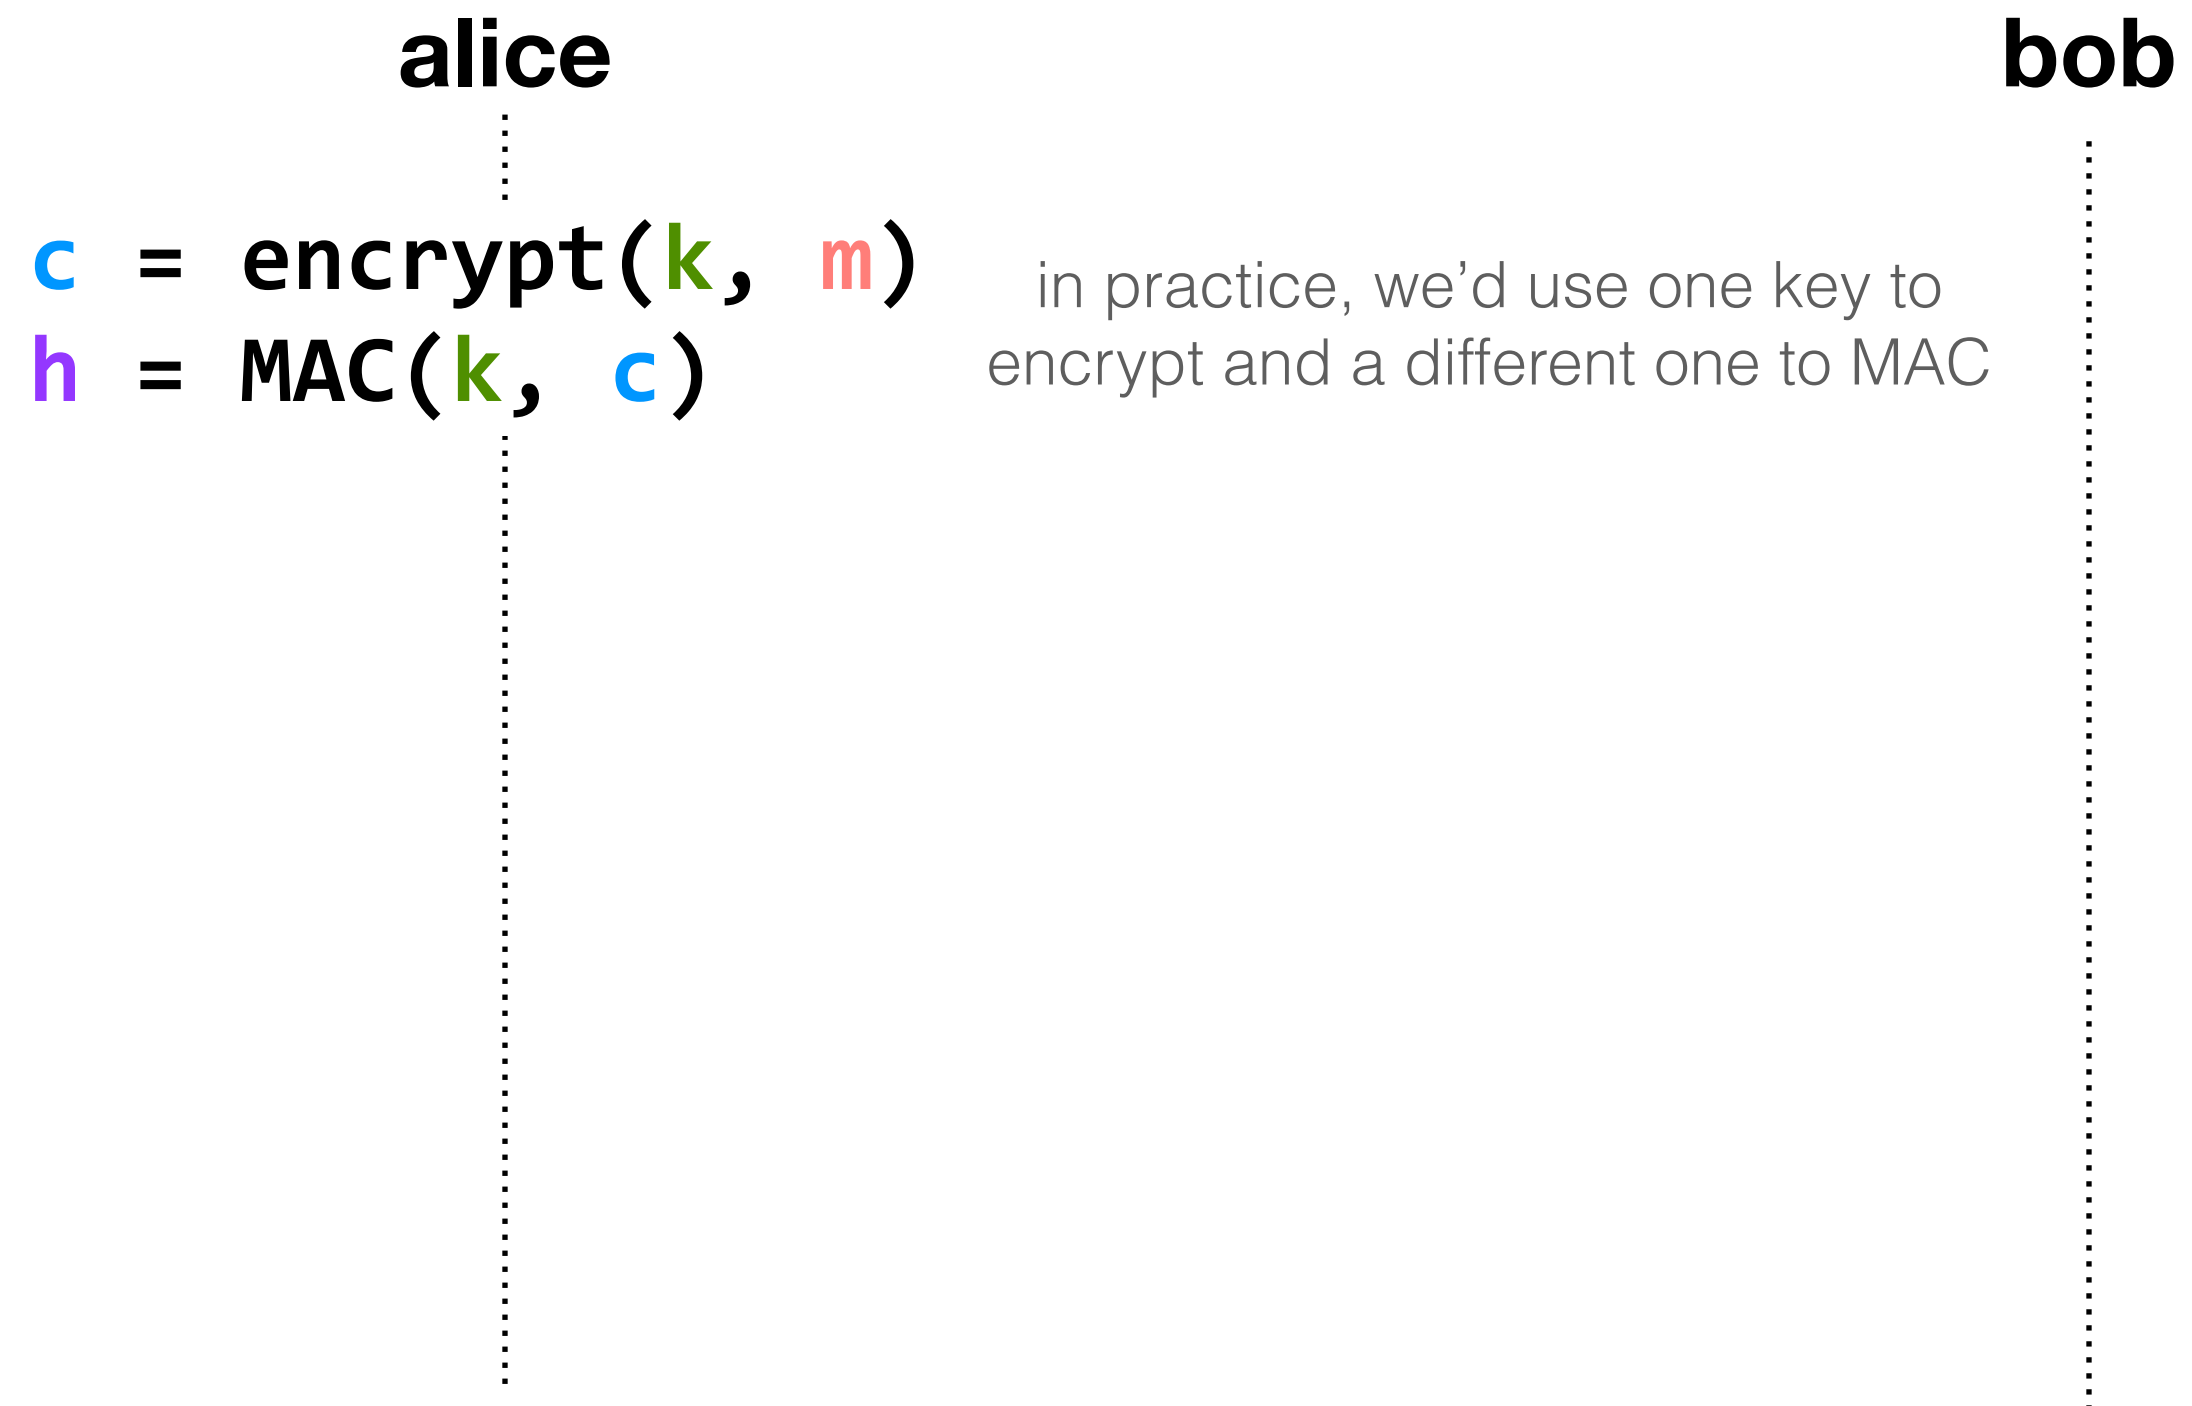 alice
bob
c = encrypt(k, m)
h = MAC(k, c)
in practice, we’d use one key to
encrypt and a different one to MAC